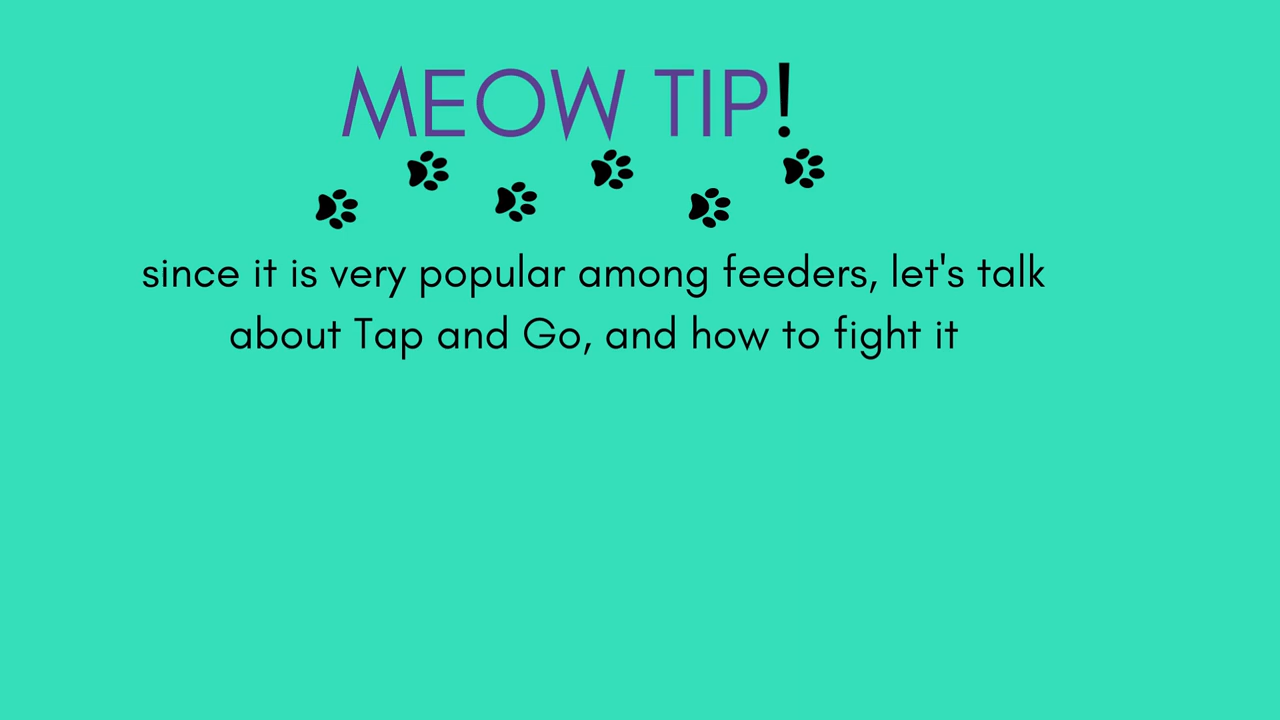 MEOW TIP!
since it is very popular among feeders, let's talk
about Tap and Go, and how to fight it